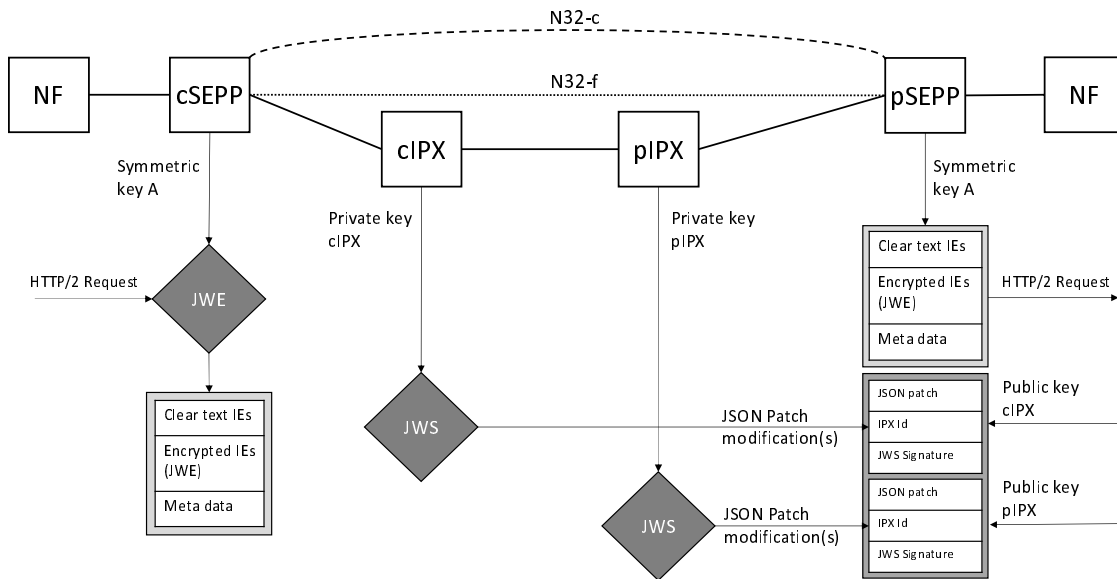 N32-c
NF
cSEPP
N32-f
pSEPP
NF
cIPX
pIPX
Symmetric
key A
Symmetric
key A
Private key
cIPX
Private key
pIPX
HTTP/2 Request
JWE
Clear text IEs
Encrypted IEs
(JWE)
Meta data
HTTP/2 Request
Clear text IEs
Encrypted IEs
(JWE)
Meta data
JWS
JSON Patch
modification(s)
JSON patch
IPX Id
JWS Signature
Public key
cIPX
JWS
JSON Patch
modification(s)
JSON patch
IPX Id
JWS Signature
Public key
pIPX